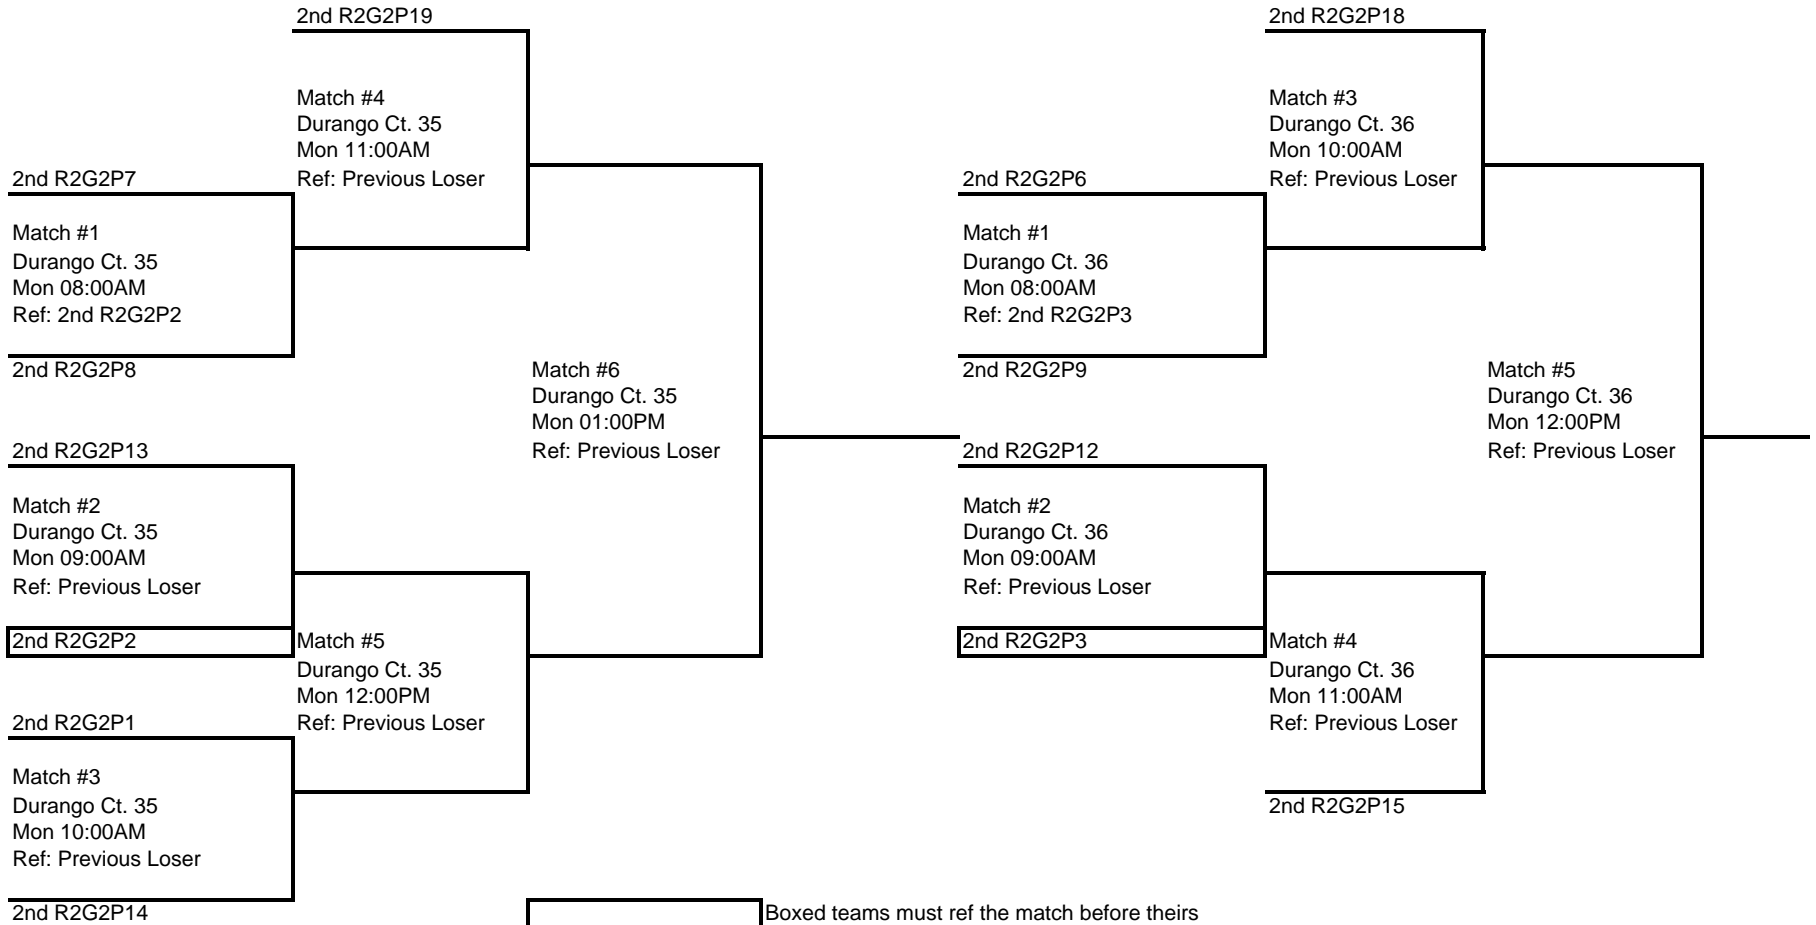 2nd R2G2P19
Match #4
Durango Ct. 35
Mon 11:00AM
Ref: Previous Loser
2nd R2G2P7
Match #1
Durango Ct. 35
Mon 08:00AM
Ref: 2nd R2G2P2
2nd R2G2P8
Match #6
Durango Ct. 35
Mon 01:00PM
Ref: Previous Loser
2nd R2G2P13
Match #2
Durango Ct. 35
Mon 09:00AM
Ref: Previous Loser
2nd R2G2P2
Match #5
Durango Ct. 35
Mon 12:00PM
Ref: Previous Loser
2nd R2G2P1
Match #3
Durango Ct. 35
Mon 10:00AM
Ref: Previous Loser
2nd R2G2P14
2nd R2G2P18
Match #3
Durango Ct. 36
Mon 10:00AM
Ref: Previous Loser
2nd R2G2P6
Match #1
Durango Ct. 36
Mon 08:00AM
Ref: 2nd R2G2P3
2nd R2G2P9
Match #5
Durango Ct. 36
Mon 12:00PM
Ref: Previous Loser
2nd R2G2P12
Match #2
Durango Ct. 36
Mon 09:00AM
Ref: Previous Loser
2nd R2G2P3
Match #4
Durango Ct. 36
Mon 11:00AM
Ref: Previous Loser
2nd R2G2P15
Boxed teams must ref the match before theirs